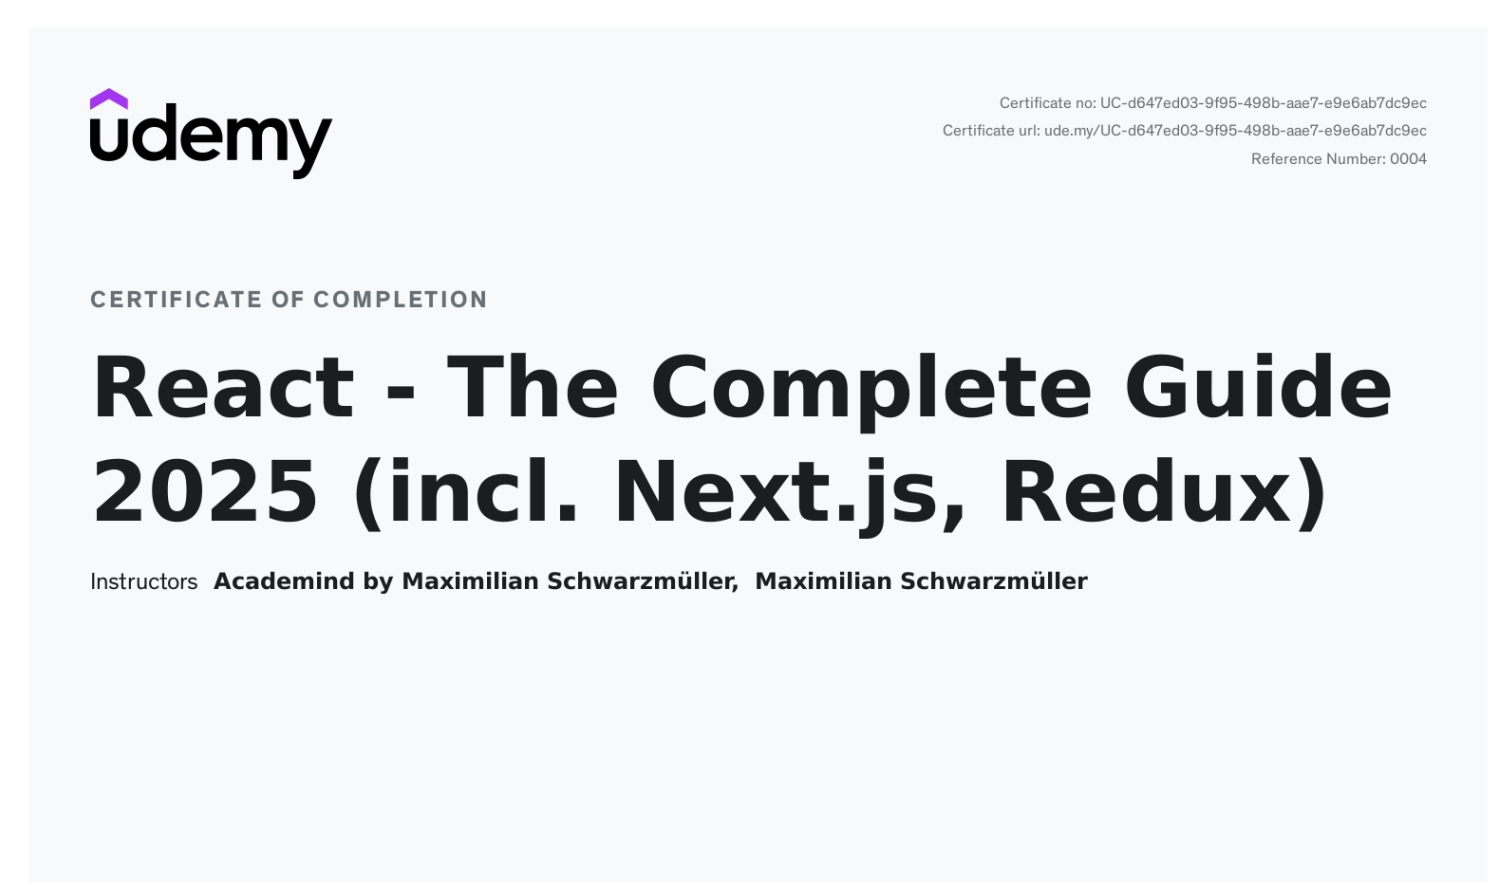 udemy
Certificate no: UC-d647ed03-9f95-498b-aae7-e9e6ab7dc9ec
Certificate url: ude.my/UC-d647ed03-9f95-498b-aae7-e9e6ab7dc9ec
Reference Number: 0004
CERTIFICATE OF COMPLETION
React - The Complete Guide
2025 (incl. Next.js, Redux)
Instructors Academind by Maximilian Schwarzmüller, Maximilian Schwarzmüller